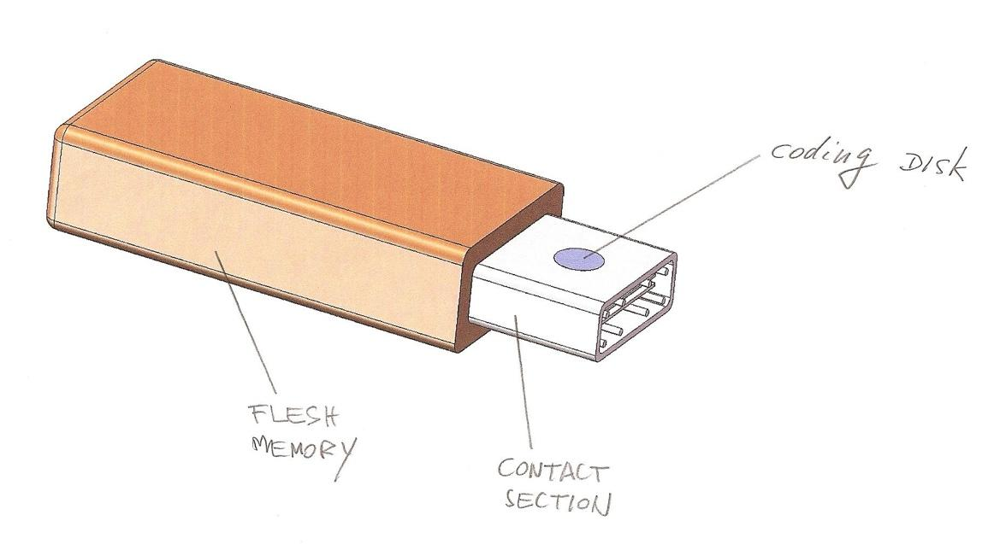 coding DISK
FLESH
MEMORY
CONTACT
SECTION